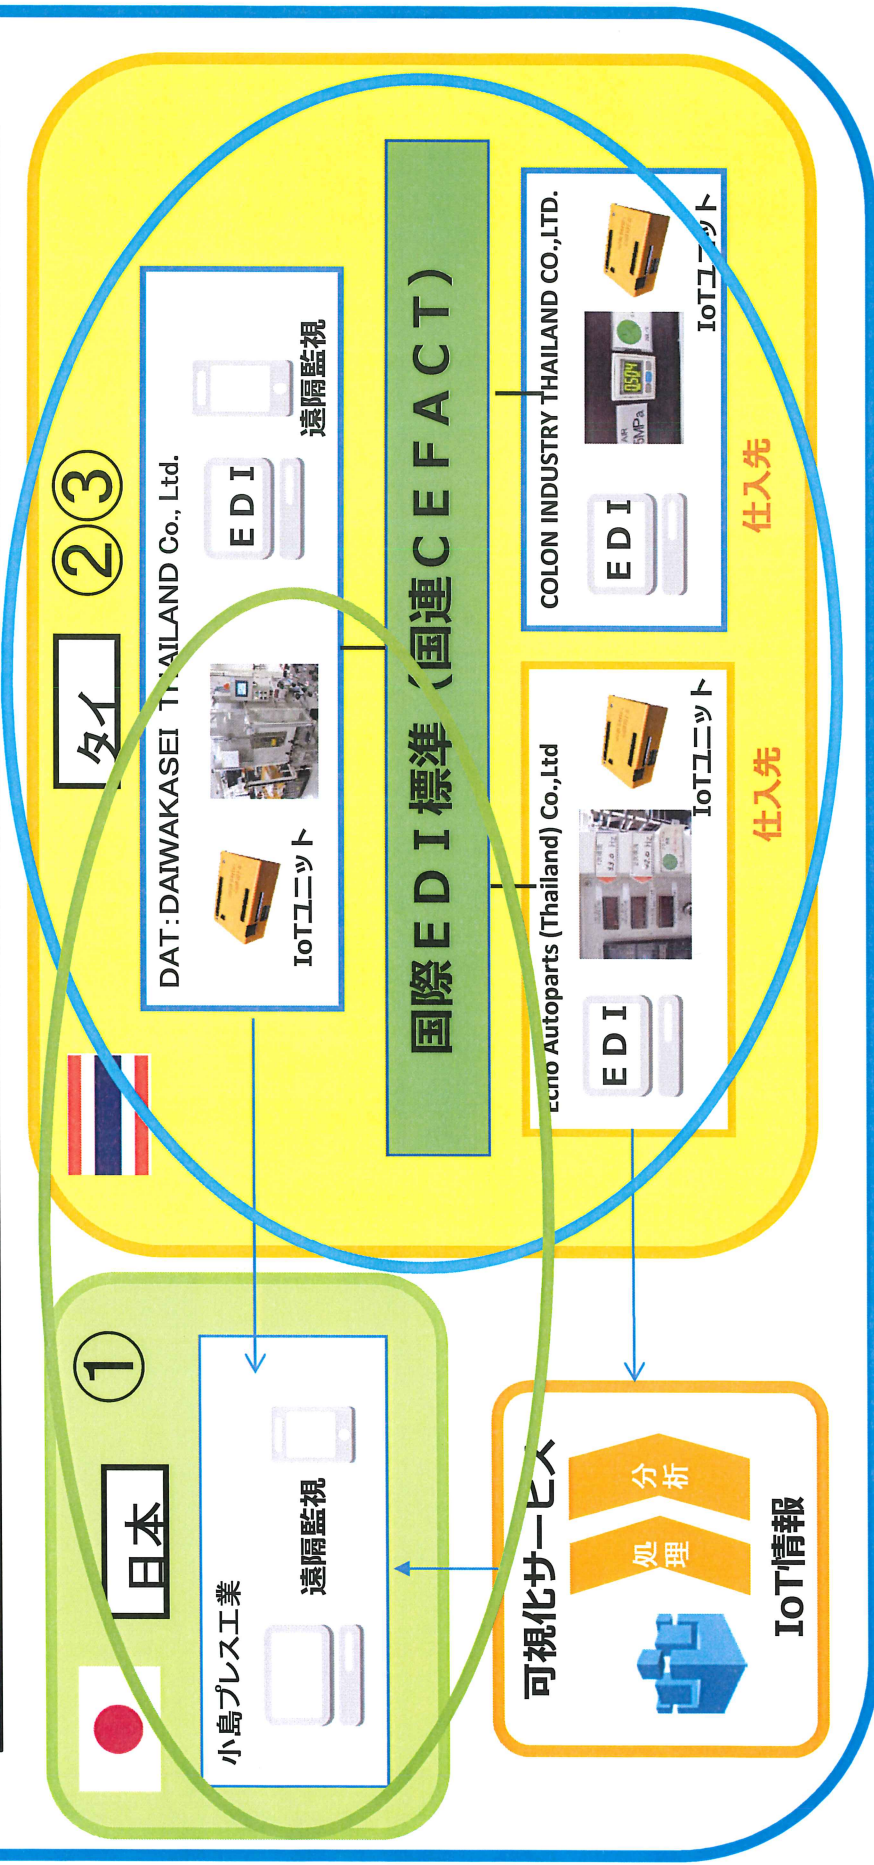 日本
①
小島プレス工業
遠隔監視
可視化サービス
処理
分析
IoT情報
タイ
②③
DAT:DAIWAKASEI THAILAND Co., Ltd.
IoTユニット
EDI
遠隔監視
国際EDI標準(国連CEFACT)
Echo Autoparts (Thailand) Co.,Ltd
EDI
IoTユニット
仕入先
COLON INDUSTRY THAILAND CO.,LTD.
EDI
AIR
5MPa
0.504
IoTユニット
仕入先